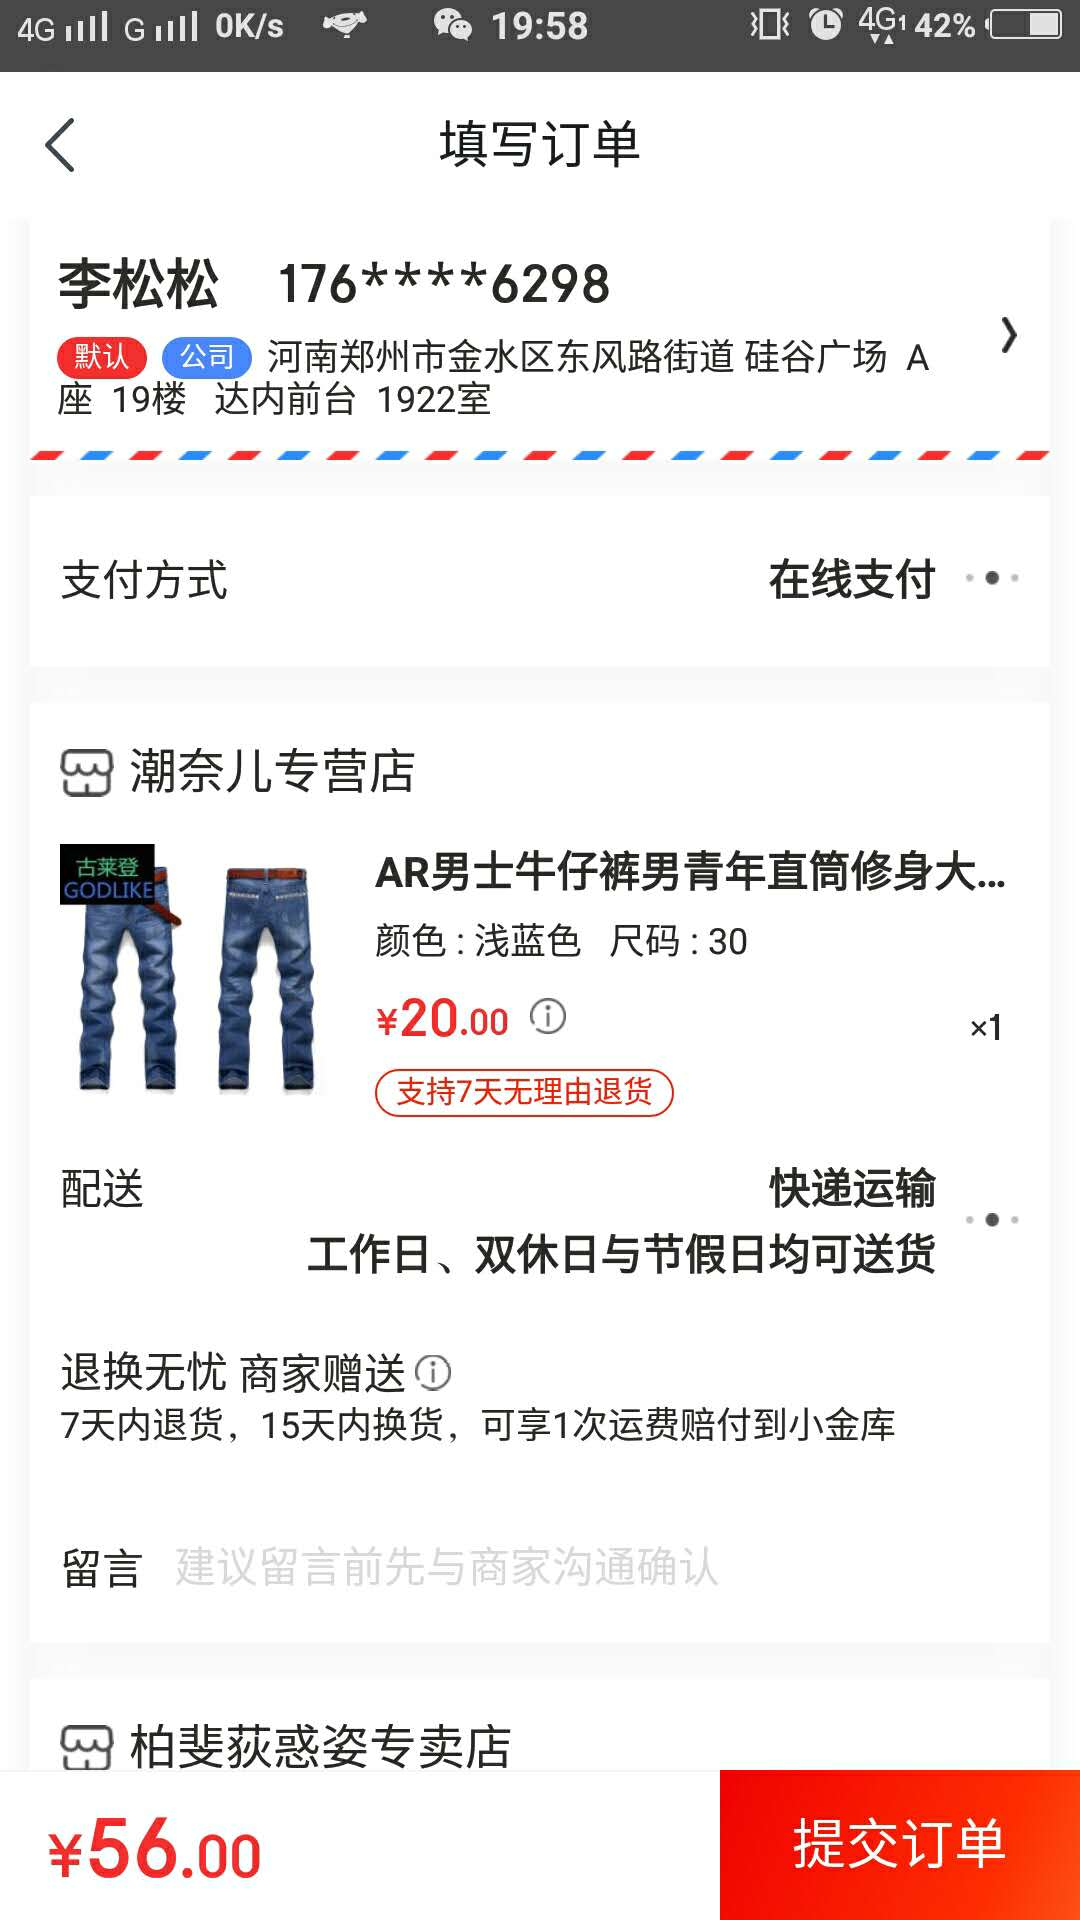 4G G 0K/s 19:58 4G1 42%
填写订单
李松松 176****6298
默认 公司 河南郑州市金水区东风路街道 硅谷广场 A
座 19楼 达内前台 1922室
支付方式 在线支付
潮奈儿专营店
古莱登
GODLIKE
AR男士牛仔裤男青年直筒修身大...
颜色 : 浅蓝色 尺码 : 30
¥20.00
×1
支持7天无理由退货
配送 快递运输
工作日、双休日与节假日均可送货
退换无忧 商家赠送
7天内退货，15天内换货，可享1次运费赔付到小金库
留言 建议留言前先与商家沟通确认
柏斐荻惑姿专卖店
¥56.00 提交订单